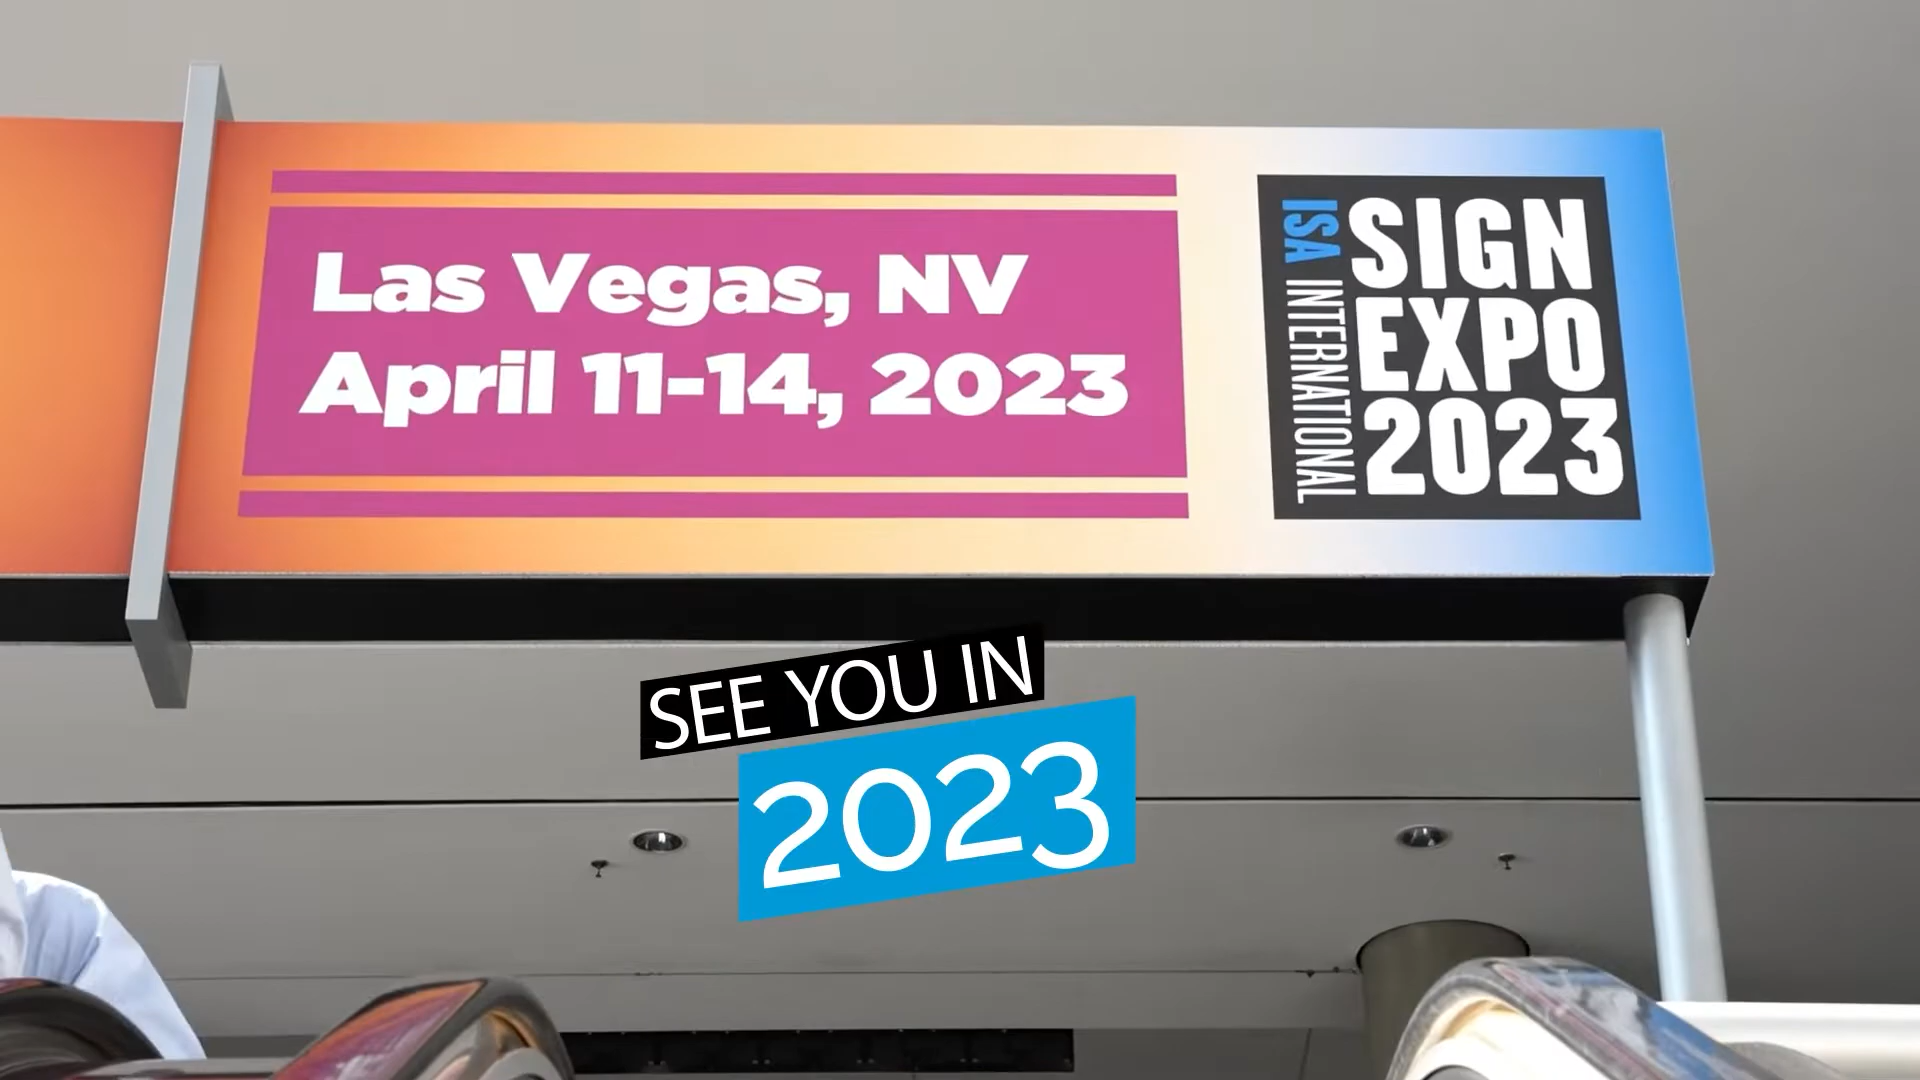 Las Vegas, NV
April 11-14, 2023
ISA INTERNATIONAL
SIGN
EXPO
2023
SEE YOU IN
2023